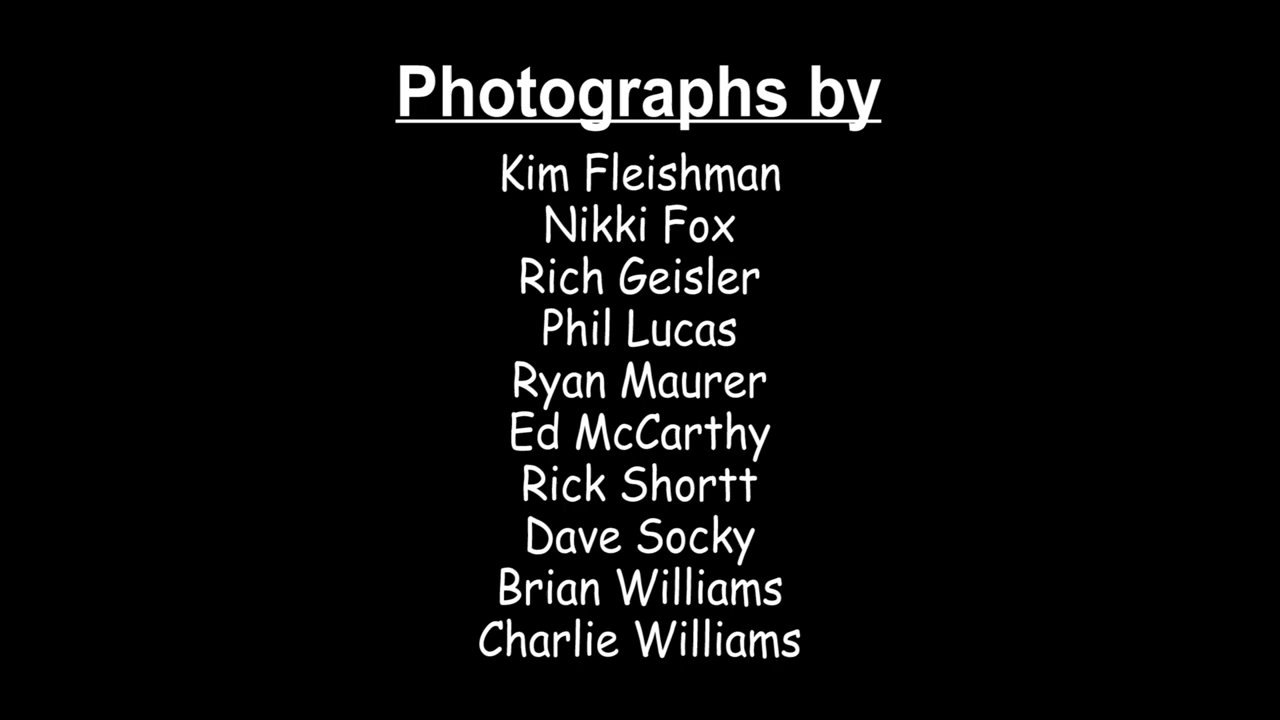 Photographs by
Kim Fleishman
Nikki Fox
Rich Geisler
Phil Lucas
Ryan Maurer
Ed McCarthy
Rick Shortt
Dave Socky
Brian Williams
Charlie Williams